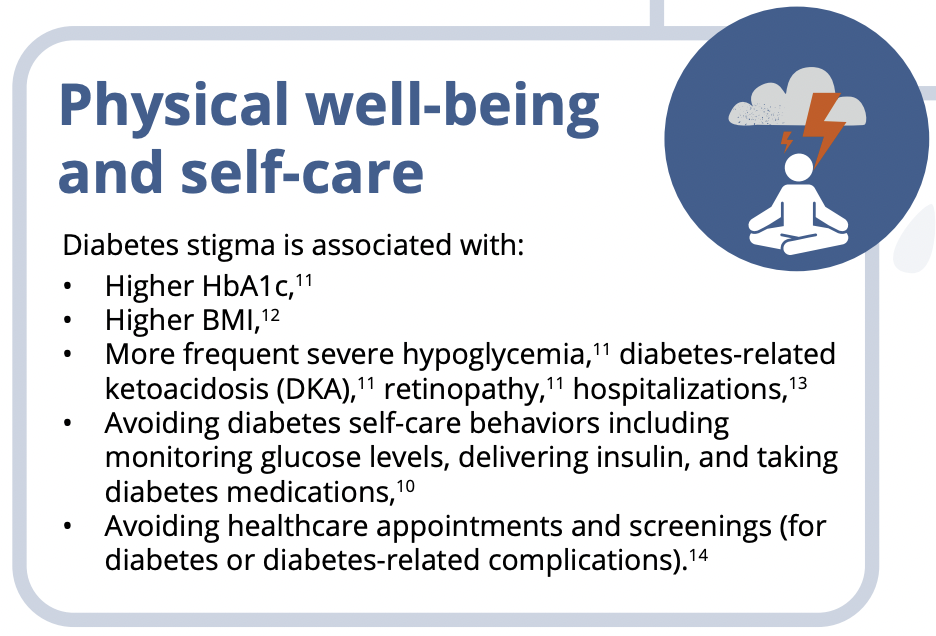 Physical well-being
and self-care
Diabetes stigma is associated with:
• Higher HbA1c,¹¹
• Higher BMI,¹²
• More frequent severe hypoglycemia,¹¹ diabetes-related
ketoacidosis (DKA),¹¹ retinopathy,¹¹ hospitalizations,¹³
• Avoiding diabetes self-care behaviors including
monitoring glucose levels, delivering insulin, and taking
diabetes medications,¹⁰
• Avoiding healthcare appointments and screenings (for
diabetes or diabetes-related complications).¹⁴